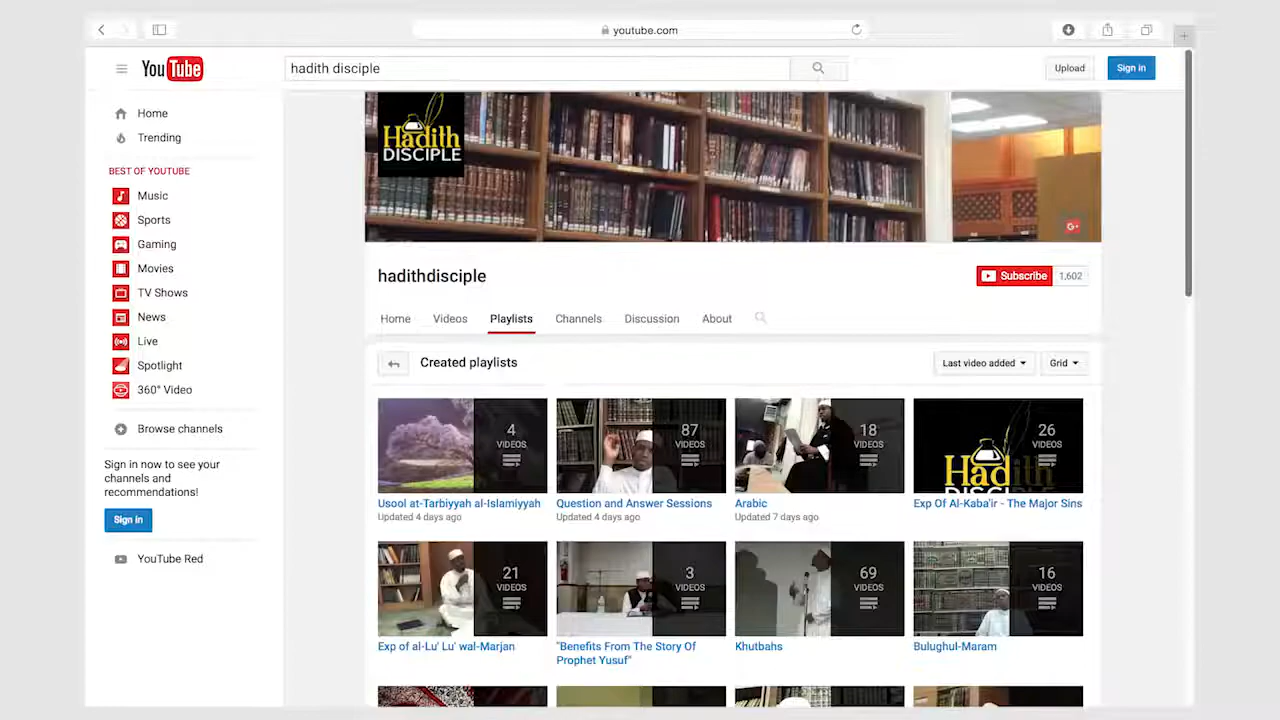 youtube.com
YouTube
hadith disciple
Upload
Sign in
Home
Trending
BEST OF YOUTUBE
Music
Sports
Gaming
Movies
TV Shows
News
Live
Spotlight
360° Video
Browse channels
Sign in now to see your
channels and
recommendations!
Sign in
YouTube Red
Hadith
DISCIPLE
G+
hadithdisciple
Subscribe 1,602
Home Videos Playlists Channels Discussion About
Created playlists
Last video added
Grid
4
VIDEOS
Usool at-Tarbiyyah al-Islamiyyah
Updated 4 days ago
87
VIDEOS
Question and Answer Sessions
Updated 4 days ago
18
VIDEOS
Arabic
Updated 7 days ago
Hadith
DISCIPLE
26
VIDEOS
Exp Of Al-Kaba'ir - The Major Sins
21
VIDEOS
Exp of al-Lu' Lu' wal-Marjan
3
VIDEOS
"Benefits From The Story Of
Prophet Yusuf"
69
VIDEOS
Khutbahs
16
VIDEOS
Bulughul-Maram